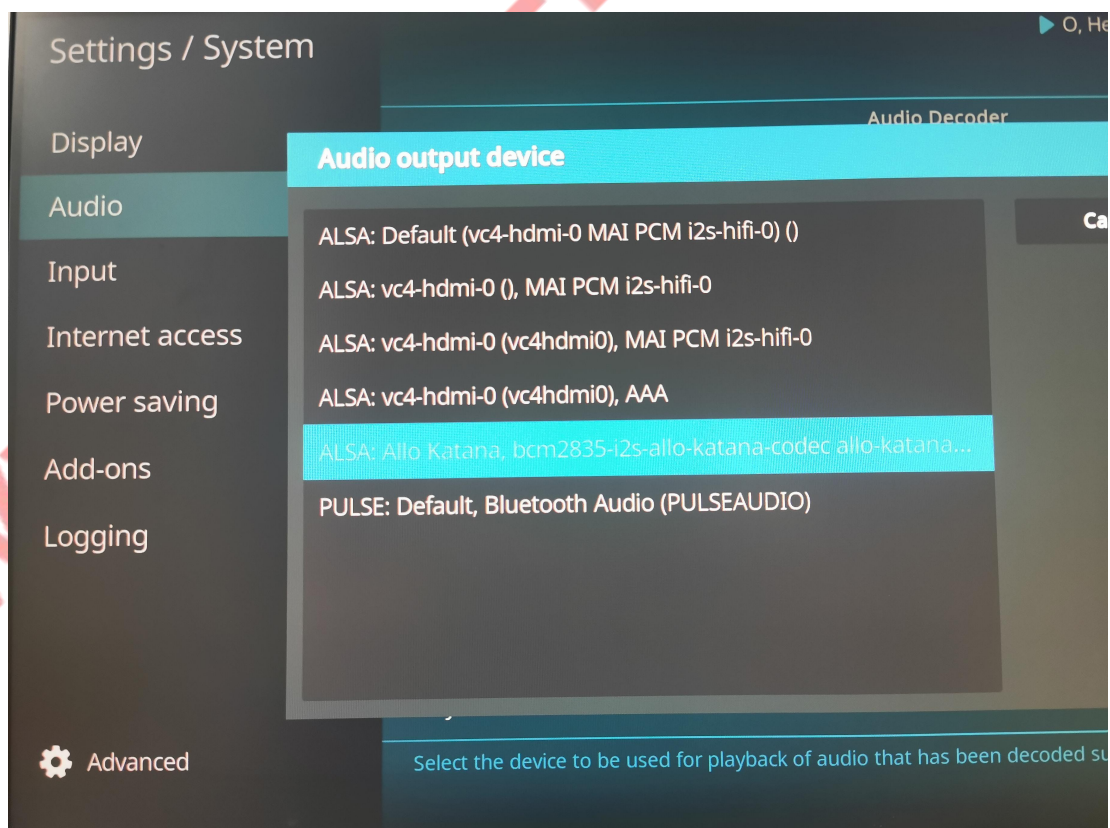 Settings / System
O, He
Display
Audio Decoder
Audio output device
Audio
Ca
ALSA: Default (vc4-hdmi-0 MAI PCM i2s-hifi-0) ()
Input
ALSA: vc4-hdmi-0 (), MAI PCM i2s-hifi-0
Internet access
ALSA: vc4-hdmi-0 (vc4hdmi0), MAI PCM i2s-hifi-0
Power saving
ALSA: vc4-hdmi-0 (vc4hdmi0), AAA
Add-ons
ALSA: Allo Katana, bcm2835-i2s-allo-katana-codec allo-katana...
Logging
PULSE: Default, Bluetooth Audio (PULSEAUDIO)
Advanced
Select the device to be used for playback of audio that has been decoded su